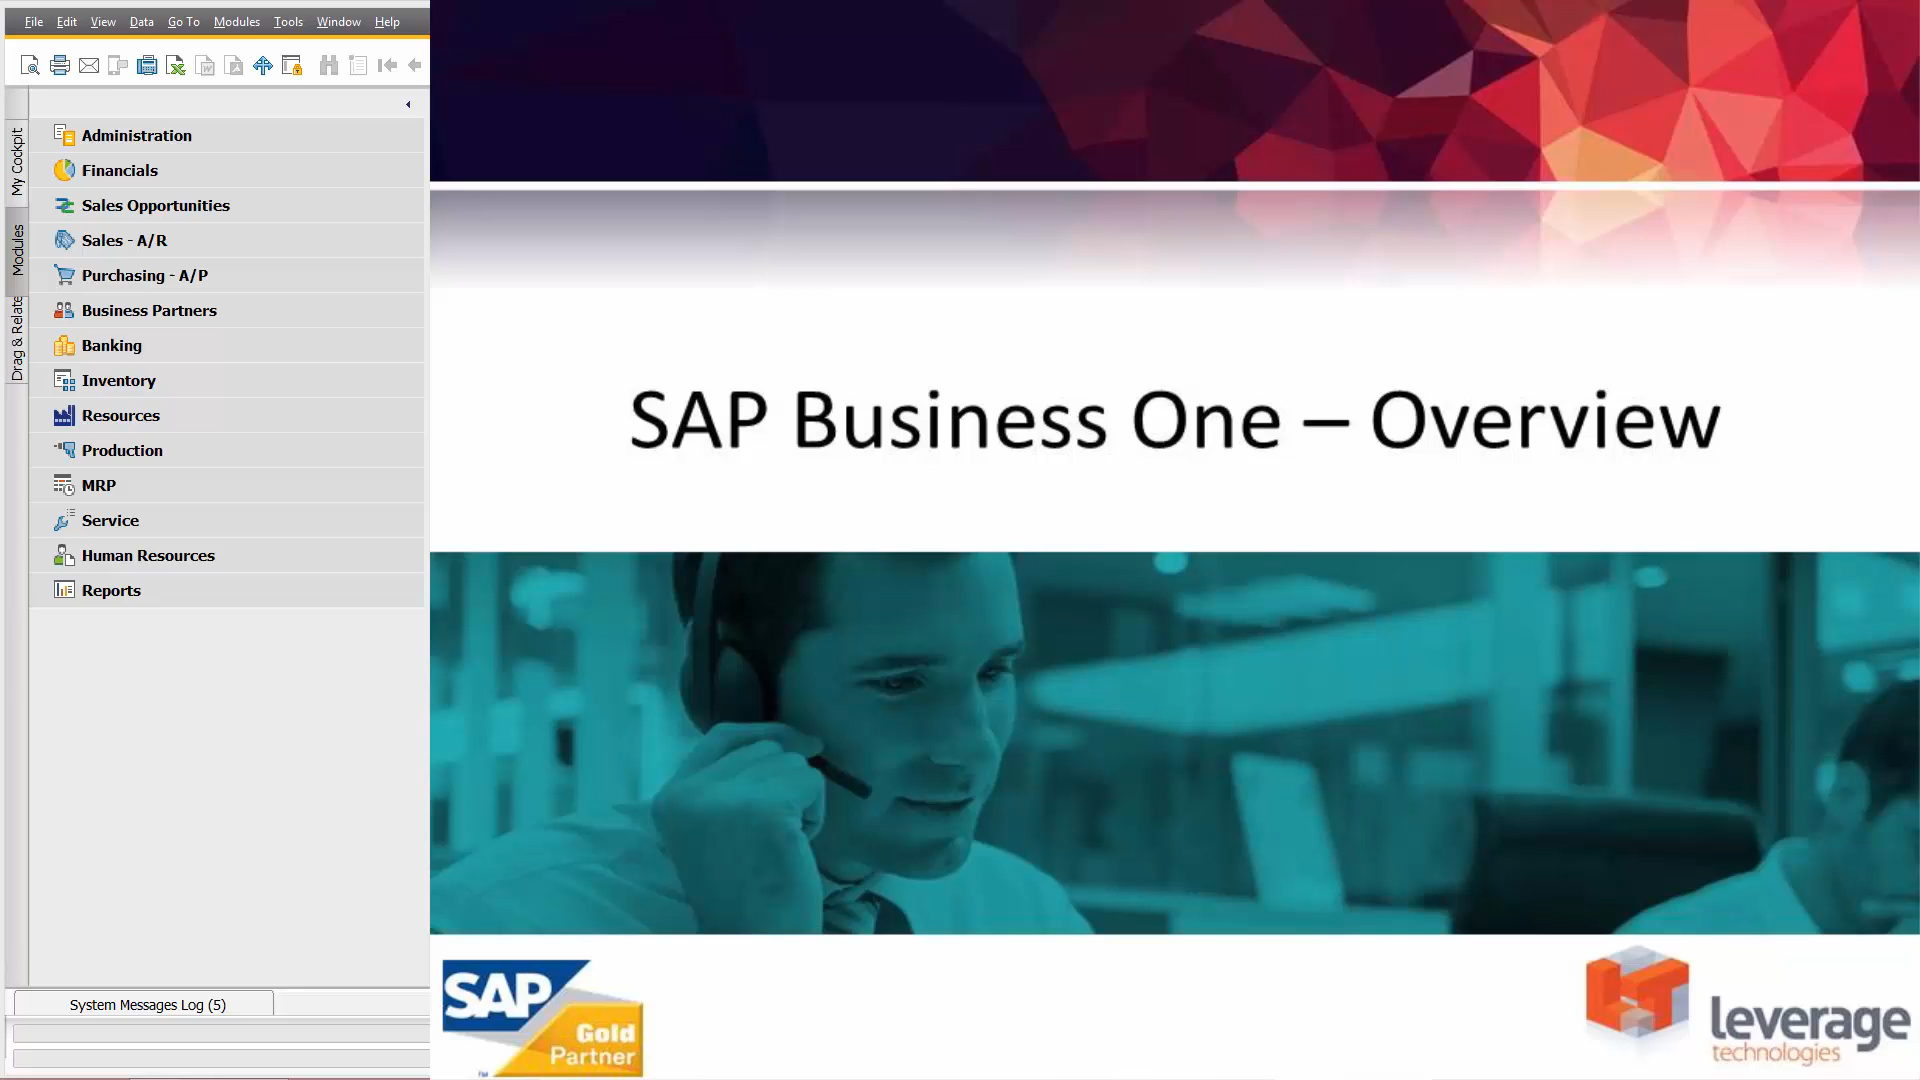 File Edit View Data Go To Modules Tools Window Help
My Cockpit
Modules
Drag & Relate
Administration
Financials
Sales Opportunities
Sales - A/R
Purchasing - A/P
Business Partners
Banking
Inventory
Resources
Production
MRP
Service
Human Resources
Reports
System Messages Log (5)
SAP Business One – Overview
SAP
Gold
Partner
TM
leverage
technologies